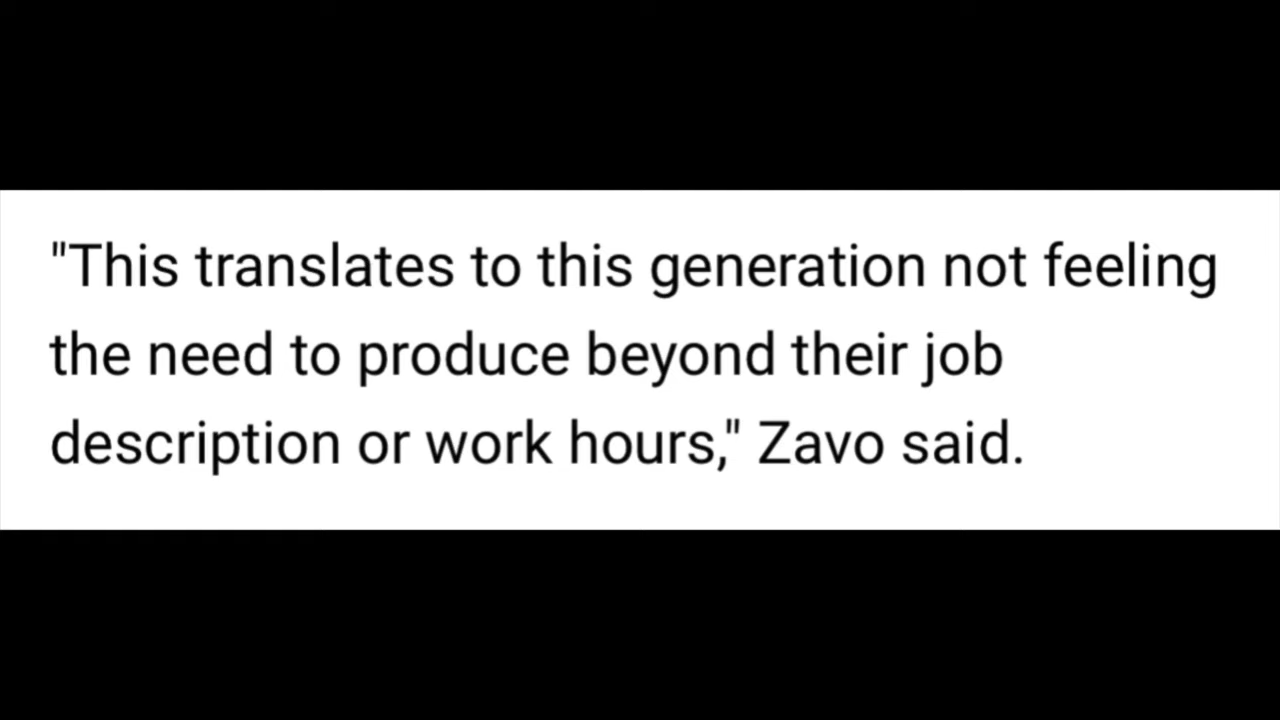 "This translates to this generation not feeling
the need to produce beyond their job
description or work hours," Zavo said.